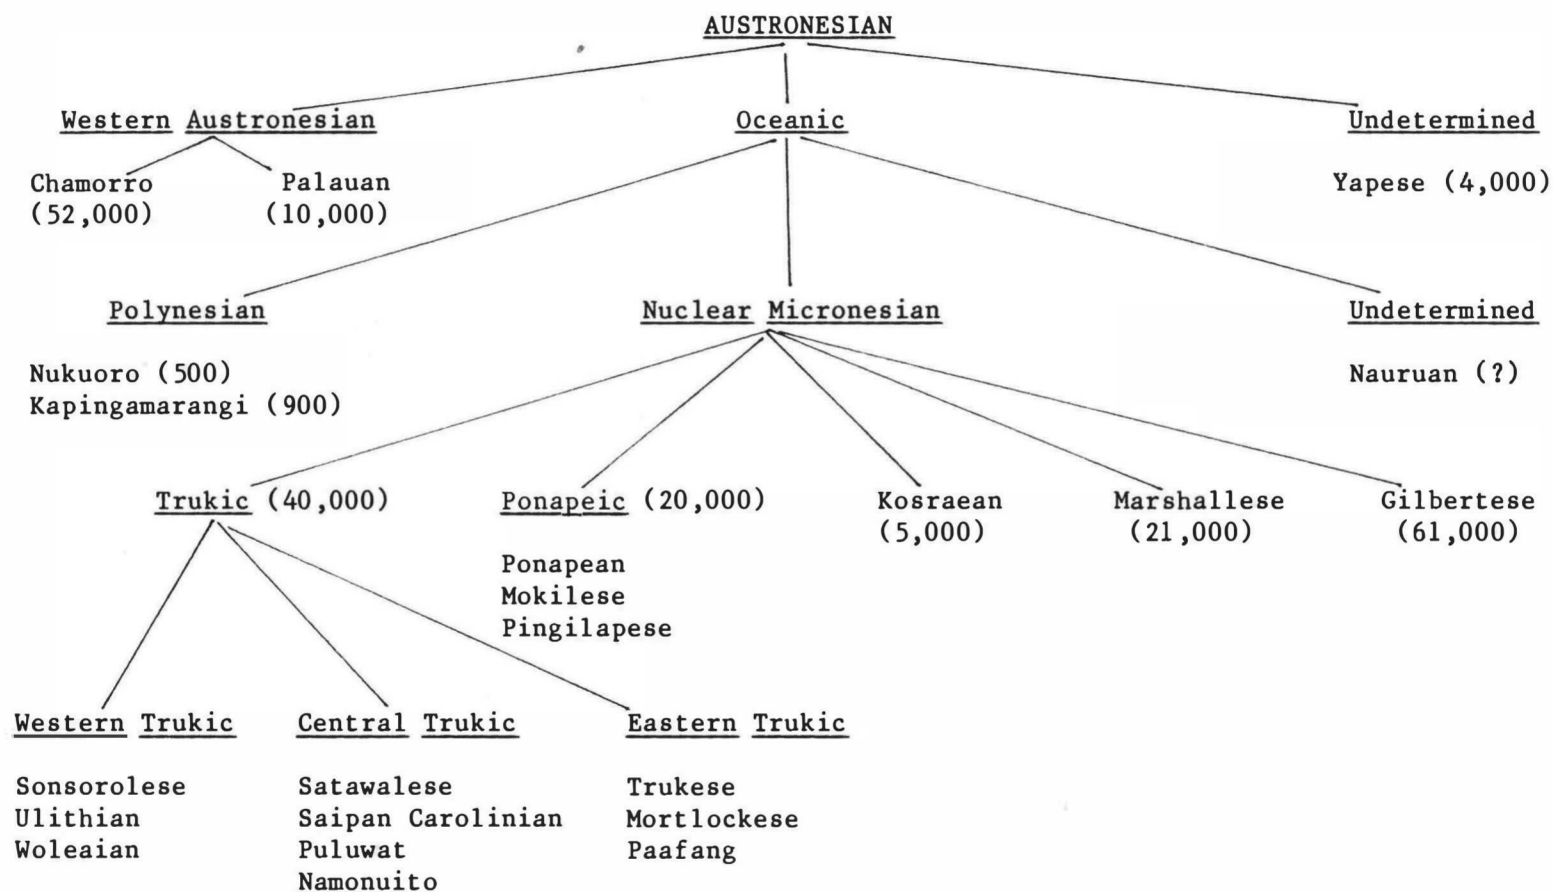 AUSTRONESIAN
Western Austronesian
Oceanic
Undetermined
Chamorro
(52,000)
Palauan
(10,000)
Yapese (4,000)
Polynesian
Nuclear Micronesian
Undetermined
Nukuoro (500)
Kapingamarangi (900)
Nauruan (?)
Trukic (40,000)
Ponapeic (20,000)
Kosraean
(5,000)
Marshallese
(21,000)
Gilbertese
(61,000)
Ponapean
Mokilese
Pingilapese
Western Trukic
Central Trukic
Eastern Trukic
Sonsorolese
Ulithian
Woleaian
Satawalese
Saipan Carolinian
Puluwat
Namonuito
Trukese
Mortlockese
Paafang